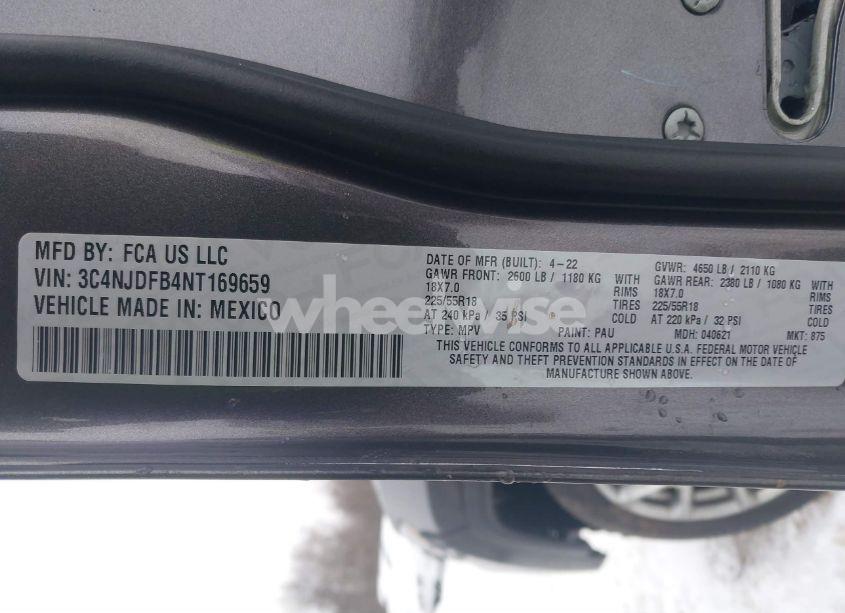 MFD BY: FCA US LLC
VIN: 3C4NJDFB4NT169659
VEHICLE MADE IN: MEXICO
DATE OF MFR (BUILT): 4-22 GVWR: 4650 LB / 2110 KG
GAWR FRONT: 2600 LB / 1180 KG WITH GAWR REAR: 2380 LB / 1080 KG WITH
18X7.0 RIMS 18X7.0 RIMS
225/55R18 TIRES 225/55R18 TIRES
AT 240 kPa / 35 PSI COLD AT 220 kPa / 32 PSI COLD
TYPE: MPV PAINT: PAU MDH: 040621 MKT: 875
THIS VEHICLE CONFORMS TO ALL APPLICABLE U.S.A. FEDERAL MOTOR VEHICLE
SAFETY AND THEFT PREVENTION STANDARDS IN EFFECT ON THE DATE OF
MANUFACTURE SHOWN ABOVE.
wheelwise